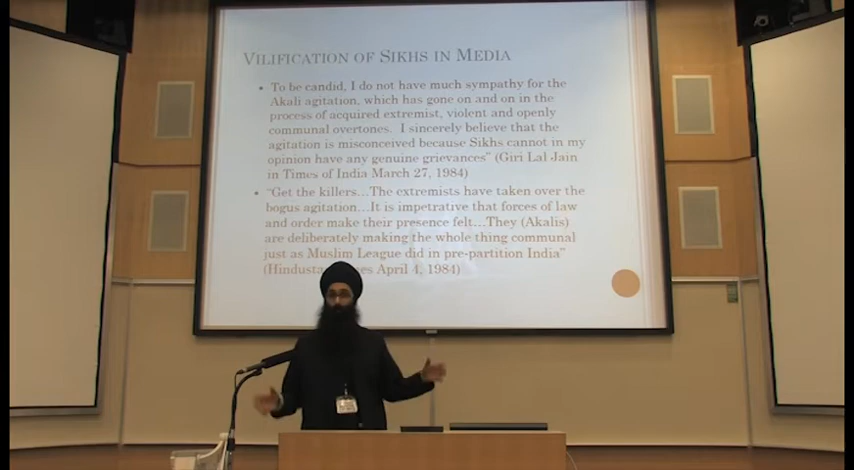 VILIFICATION OF SIKHS IN MEDIA
• To be candid, I do not have much sympathy for the
Akali agitation, which has gone on and on in the
process of acquired extremist, violent and openly
communal overtones. I sincerely believe that the
agitation is misconceived because Sikhs cannot in my
opinion have any genuine grievances" (Giri Lal Jain
in Times of India March 27, 1984)
• "Get the killers…The extremists have taken over the
bogus agitation…It is impetrative that forces of law
and order make their presence felt…They (Akalis)
are deliberately making the whole thing communal
just as Muslim League did in pre-partition India"
April 4, 1984)